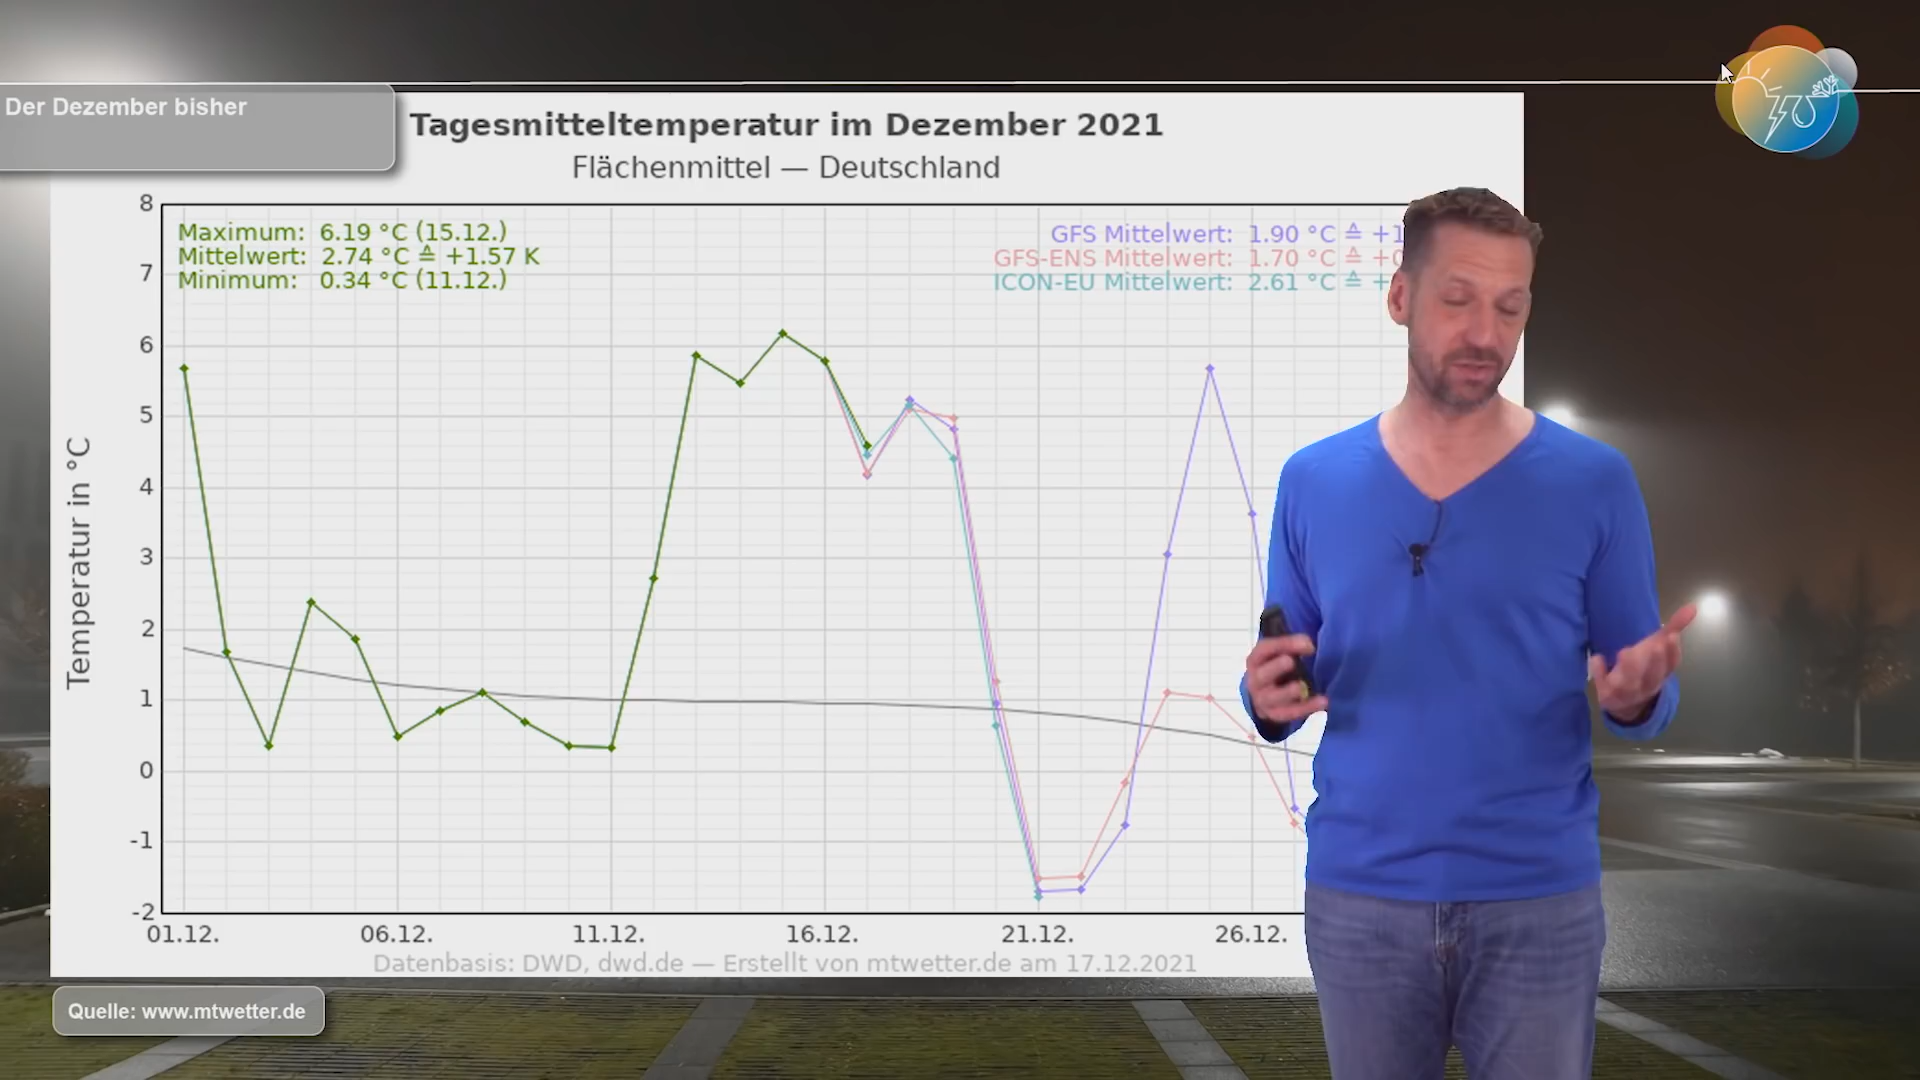 Der Dezember bisher
Tagesmitteltemperatur im Dezember 2021
Flächenmittel — Deutschland
Maximum: 6.19 °C (15.12.)
Mittelwert: 2.74 °C ≙ +1.57 K
Minimum: 0.34 °C (11.12.)
GFS Mittelwert: 1.90 °C ≙ +1
GFS-ENS Mittelwert: 1.70 °C ≙ +0
ICON-EU Mittelwert: 2.61 °C ≙ +
Temperatur in °C
8
7
6
5
4
3
2
1
0
-1
-2
01.12. 06.12. 11.12. 16.12. 21.12. 26.12.
Datenbasis: DWD, dwd.de — Erstellt von mtwetter.de am 17.12.2021
Quelle: www.mtwetter.de